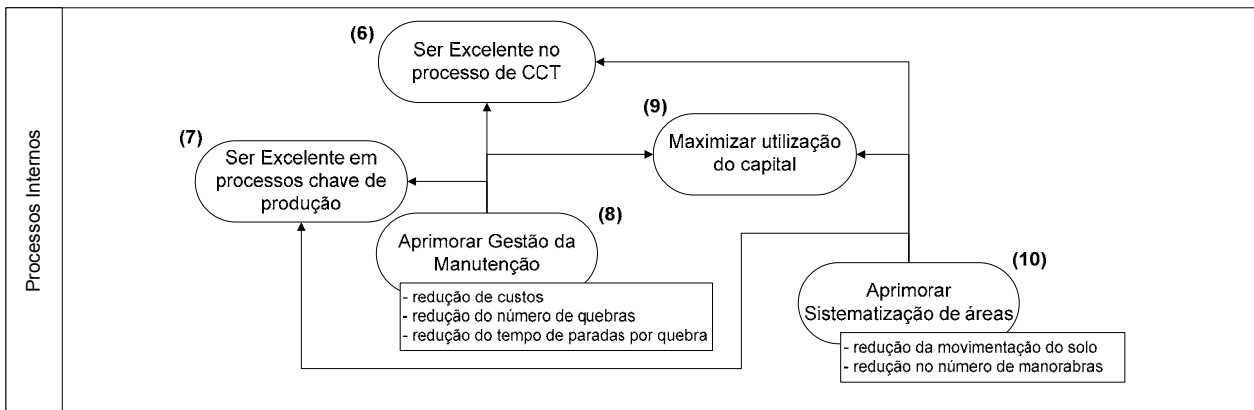 Processos Internos
(6)
Ser Excelente no
processo de CCT
(7)
Ser Excelente em
processos chave de
produção
(9)
Maximizar utilização
do capital
(8)
Aprimorar Gestão da
Manutenção
- redução de custos
- redução do número de quebras
- redução do tempo de paradas por quebra
(10)
Aprimorar
Sistematização de áreas
- redução da movimentação do solo
- redução no número de manorabras